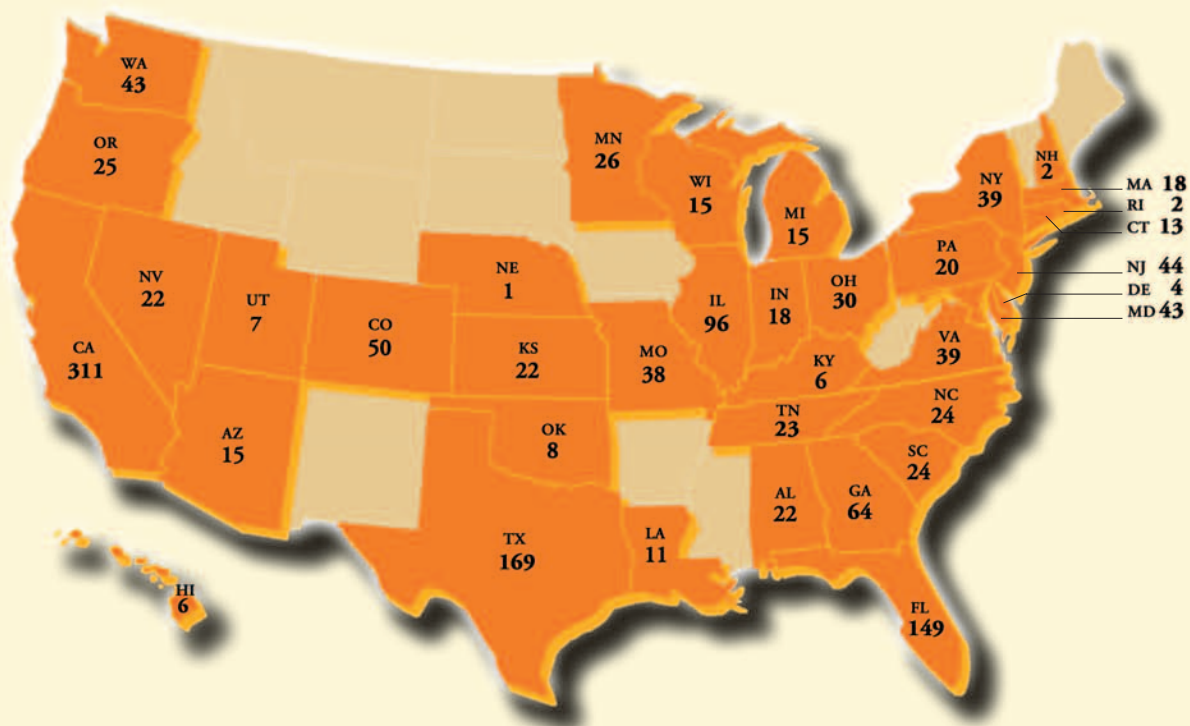 WA
43
OR
25
MN
26
WI
15
MI
15
NY
39
NH
2
MA 18
RI 2
CT 13
NJ 44
DE 4
MD 43
PA
20
NV
22
UT
7
NE
1
CO
50
KS
22
IL
96
IN
18
OH
30
MO
38
KY
6
VA
39
CA
311
AZ
15
OK
8
TN
23
NC
24
SC
24
AL
22
GA
64
TX
169
LA
11
HI
6
FL
149